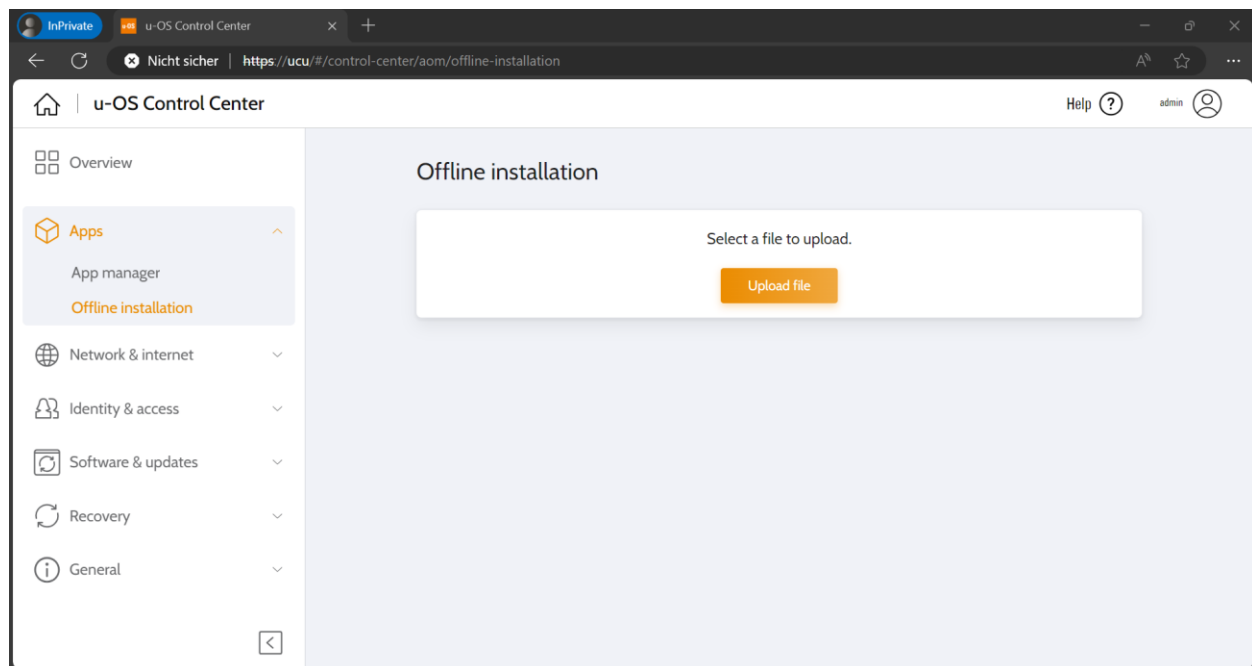 InPrivate
u-OS u-OS Control Center
Nicht sicher | https://ucu/#/control-center/aom/offline-installation
u-OS Control Center
Help ?
admin
Overview
Offline installation
Apps
Select a file to upload.
App manager
Upload file
Offline installation
Network & internet
Identity & access
Software & updates
Recovery
General